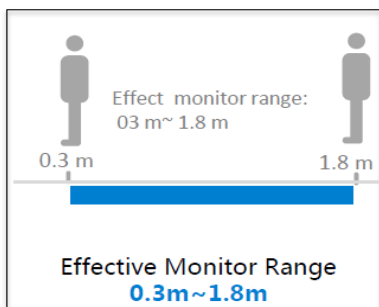 Effect monitor range:
03 m~ 1.8 m
0.3 m
1.8 m
Effective Monitor Range
0.3m~1.8m